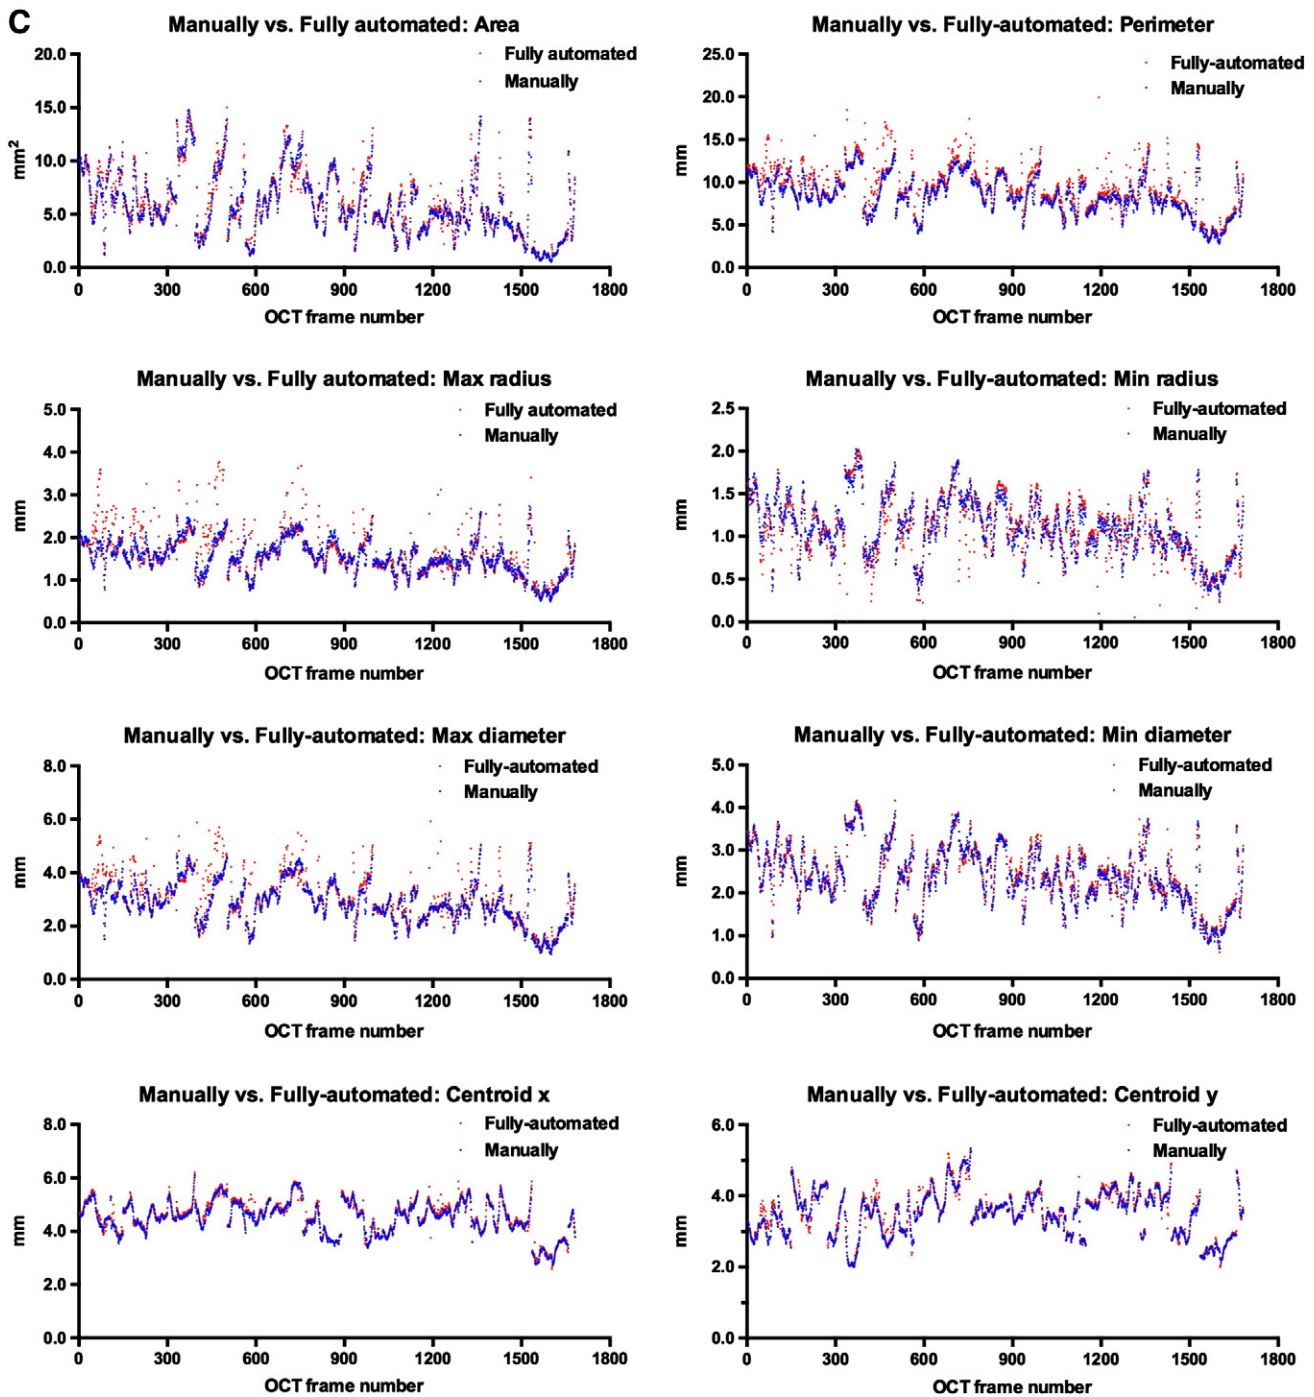 C
Manually vs. Fully automated: Area
20.0
15.0
10.0
5.0
0.0
mm²
Fully automated
Manually
0 300 600 900 1200 1500 1800
OCT frame number
Manually vs. Fully-automated: Perimeter
25.0
20.0
15.0
10.0
5.0
0.0
mm
Fully-automated
Manually
0 300 600 900 1200 1500 1800
OCT frame number
Manually vs. Fully automated: Max radius
5.0
4.0
3.0
2.0
1.0
0.0
mm
Fully automated
Manually
0 300 600 900 1200 1500 1800
OCT frame number
Manually vs. Fully-automated: Min radius
2.5
2.0
1.5
1.0
0.5
0.0
mm
Fully-automated
Manually
0 300 600 900 1200 1500 1800
OCT frame number
Manually vs. Fully-automated: Max diameter
8.0
6.0
4.0
2.0
0.0
mm
Fully-automated
Manually
0 300 600 900 1200 1500 1800
OCT frame number
Manually vs. Fully-automated: Min diameter
5.0
4.0
3.0
2.0
1.0
0.0
mm
Fully-automated
Manually
0 300 600 900 1200 1500 1800
OCT frame number
Manually vs. Fully-automated: Centroid x
8.0
6.0
4.0
2.0
0.0
mm
Fully-automated
Manually
0 300 600 900 1200 1500 1800
OCT frame number
Manually vs. Fully-automated: Centroid y
6.0
4.0
2.0
0.0
mm
Fully-automated
Manually
0 300 600 900 1200 1500 1800
OCT frame number